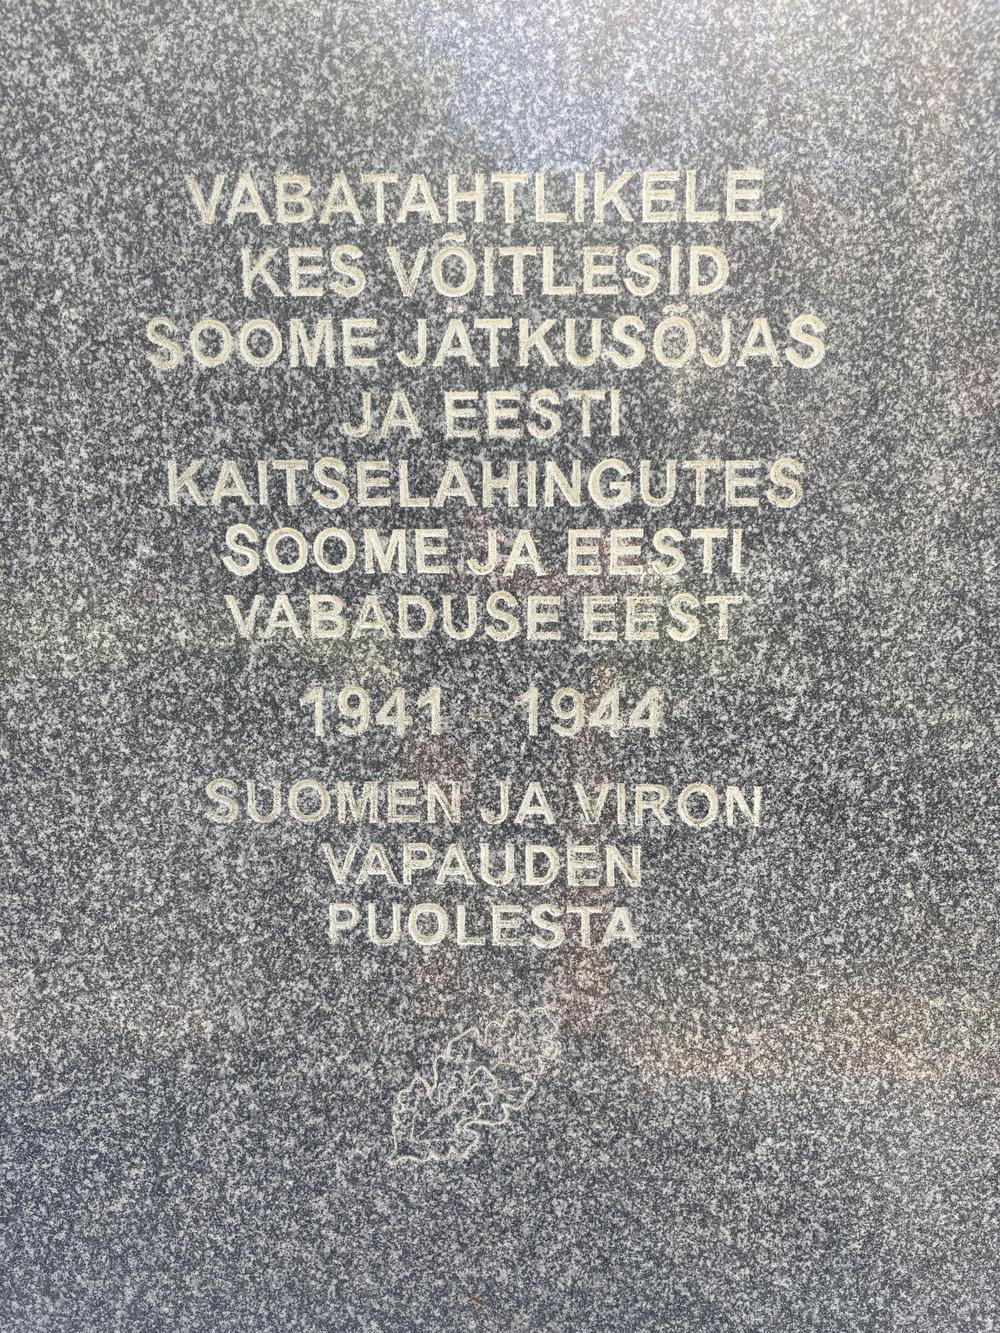 VABATAHTLIKELE,
KES VÕITLESID
SOOME JÄTKUSÕJAS
JA EESTI
KAITSELAHINGUTES
SOOME JA EESTI
VABADUSE EEST
1941 - 1944
SUOMEN JA VIRON
VAPAUDEN
PUOLESTA